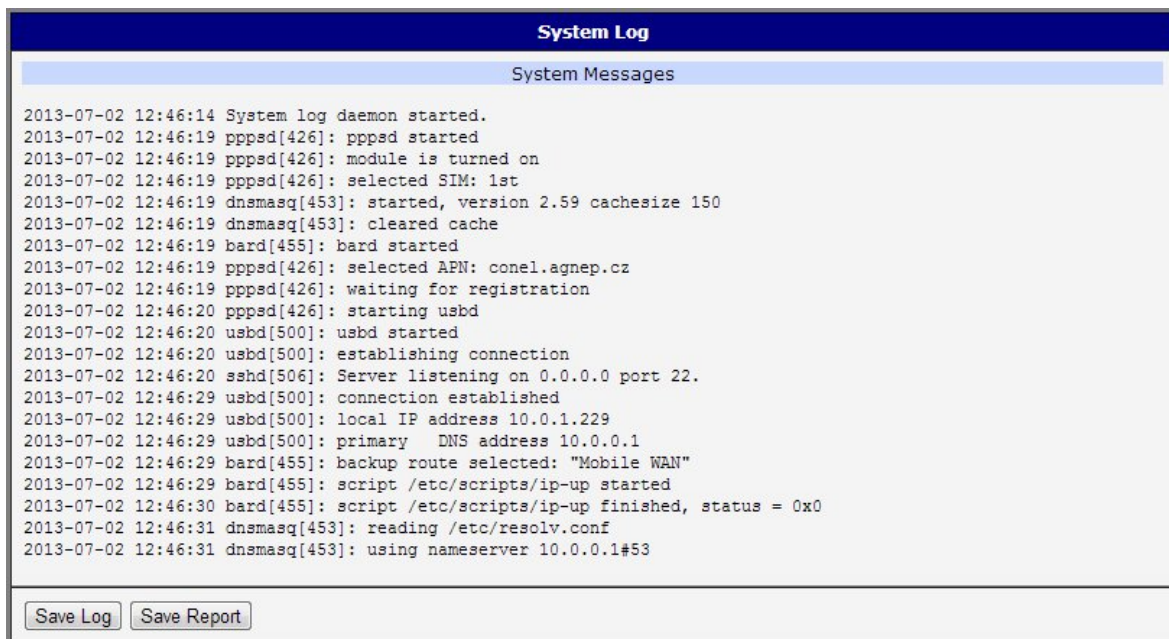 System Log
System Messages
2013-07-02 12:46:14 System log daemon started.
2013-07-02 12:46:19 pppsd[426]: pppsd started
2013-07-02 12:46:19 pppsd[426]: module is turned on
2013-07-02 12:46:19 pppsd[426]: selected SIM: 1st
2013-07-02 12:46:19 dnsmasq[453]: started, version 2.59 cachesize 150
2013-07-02 12:46:19 dnsmasq[453]: cleared cache
2013-07-02 12:46:19 bard[455]: bard started
2013-07-02 12:46:19 pppsd[426]: selected APN: conel.agnep.cz
2013-07-02 12:46:19 pppsd[426]: waiting for registration
2013-07-02 12:46:20 pppsd[426]: starting usbd
2013-07-02 12:46:20 usbd[500]: usbd started
2013-07-02 12:46:20 usbd[500]: establishing connection
2013-07-02 12:46:20 sshd[506]: Server listening on 0.0.0.0 port 22.
2013-07-02 12:46:29 usbd[500]: connection established
2013-07-02 12:46:29 usbd[500]: local IP address 10.0.1.229
2013-07-02 12:46:29 usbd[500]: primary   DNS address 10.0.0.1
2013-07-02 12:46:29 bard[455]: backup route selected: "Mobile WAN"
2013-07-02 12:46:29 bard[455]: script /etc/scripts/ip-up started
2013-07-02 12:46:30 bard[455]: script /etc/scripts/ip-up finished, status = 0x0
2013-07-02 12:46:31 dnsmasq[453]: reading /etc/resolv.conf
2013-07-02 12:46:31 dnsmasq[453]: using nameserver 10.0.0.1#53
Save Log Save Report